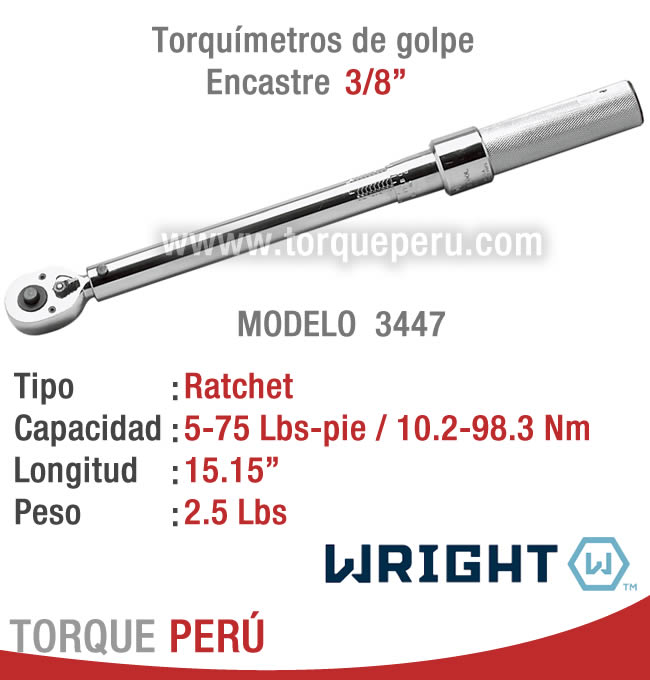 Torquímetros de golpe
Encastre 3/8”
www.torqueperu.com
MODELO 3447
Tipo : Ratchet
Capacidad : 5-75 Lbs-pie / 10.2-98.3 Nm
Longitud : 15.15”
Peso : 2.5 Lbs
WRIGHT W ™
TORQUE PERÚ